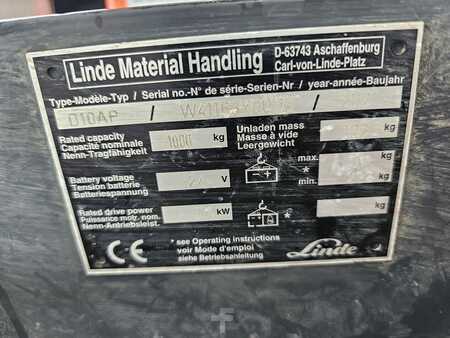 Linde Material Handling
D-63743 Aschaffenburg
Carl-von-Linde-Platz
Type-Modèle-Typ / Serial no.-N° de série-Serien-Nr / year-année-Baujahr
D10AP / /
Rated capacity
Capacité nominale
Nenn-Tragfähigkeit
1000 kg
Unladen mass
Masse à vide
Leergewicht
kg
Battery voltage
Tension batterie
Batteriespannung
V
max.
*
min.
kg
kg
Rated drive power
Puissance motr. nom.
Nenn-Antriebsleist.
kW
*
kg
CE
* see Operating instructions
voir Mode d'emploi
siehe Betriebsanleitung
Linde